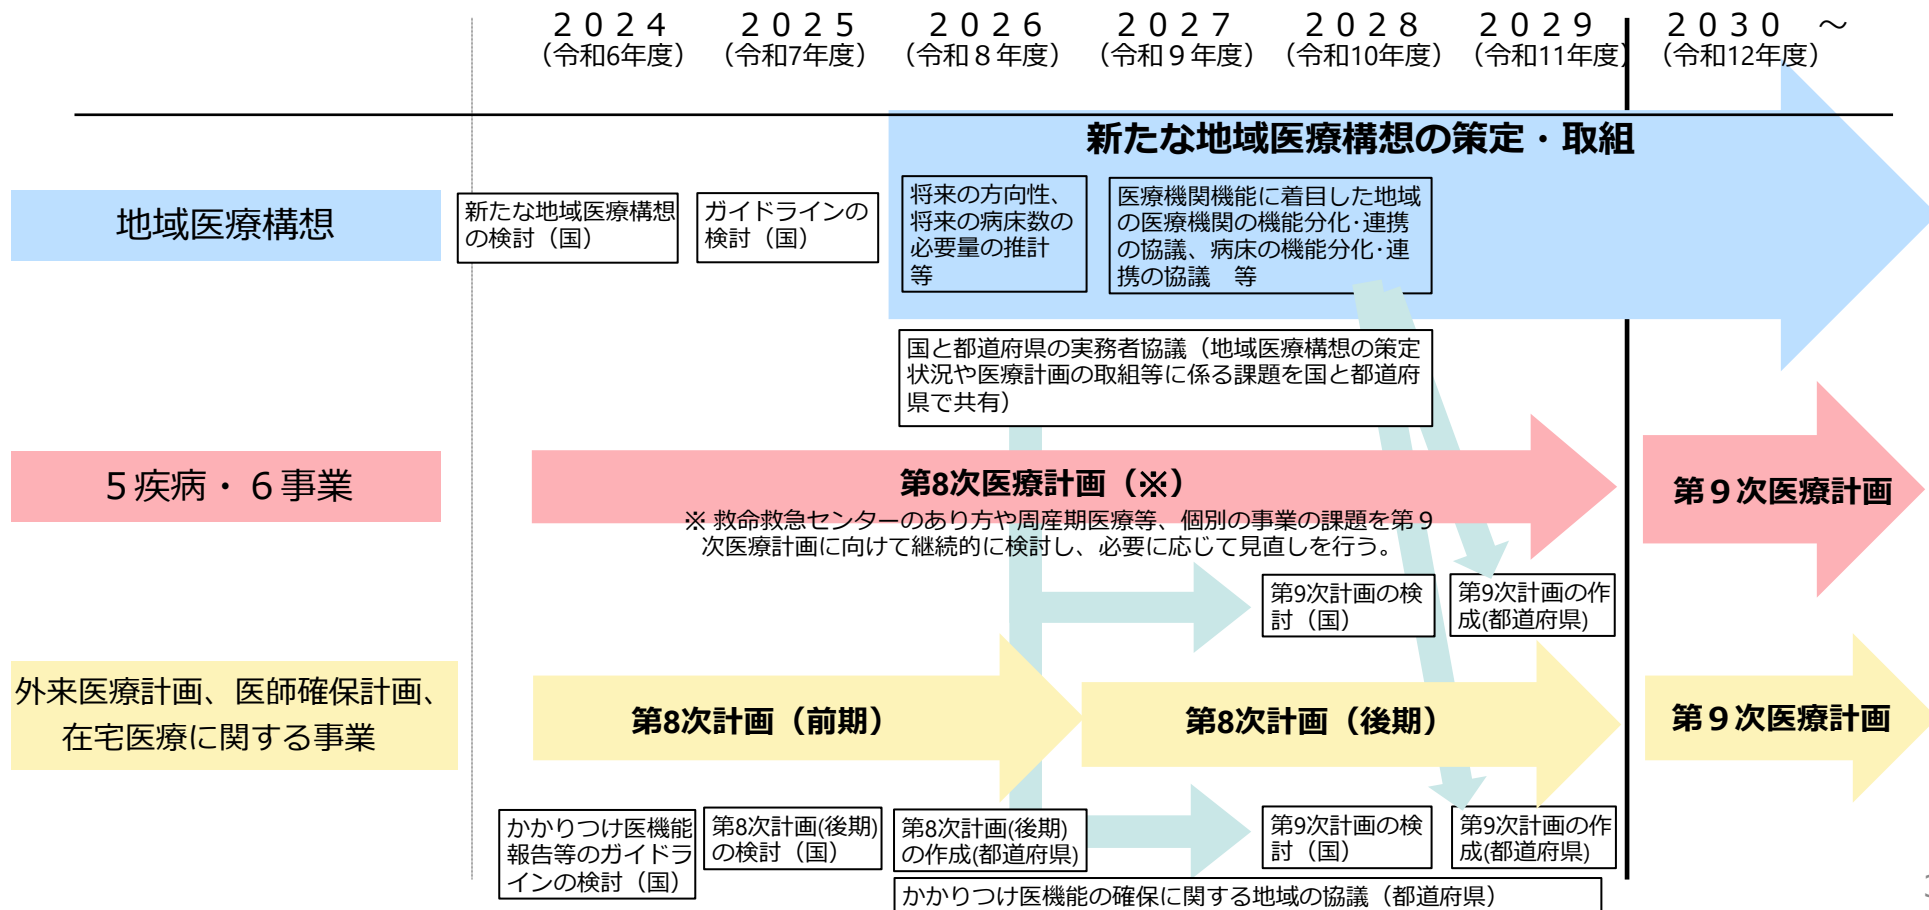 ２０２４　２０２５　２０２６　２０２７　２０２８　２０２９　２０３０　～
（令和6年度）　（令和7年度）　（令和８年度）　（令和９年度）　（令和10年度）　（令和11年度）　（令和12年度）
新たな地域医療構想の策定・取組
地域医療構想
新たな地域医療構想
の検討（国）
ガイドラインの
検討（国）
将来の方向性、
将来の病床数の
必要量の推計
等
医療機関機能に着目した地域
の医療機関の機能分化･連携
の協議、病床の機能分化･連
携の協議　等
国と都道府県の実務者協議（地域医療構想の策定
状況や医療計画の取組等に係る課題を国と都道府
県で共有）
５疾病・６事業
第8次医療計画（※）
第９次医療計画
※ 救命救急センターのあり方や周産期医療等、個別の事業の課題を第９
次医療計画に向けて継続的に検討し、必要に応じて見直しを行う。
第9次計画の検
討（国）
第9次計画の作
成(都道府県)
外来医療計画、医師確保計画、
在宅医療に関する事業
第8次計画（前期）
第8次計画（後期）
第９次医療計画
かかりつけ医機能
報告等のガイドラ
インの検討（国）
第8次計画(後期)
の検討（国）
第8次計画(後期)
の作成(都道府県)
第9次計画の検
討（国）
第9次計画の作
成(都道府県)
かかりつけ医機能の確保に関する地域の協議（都道府県）